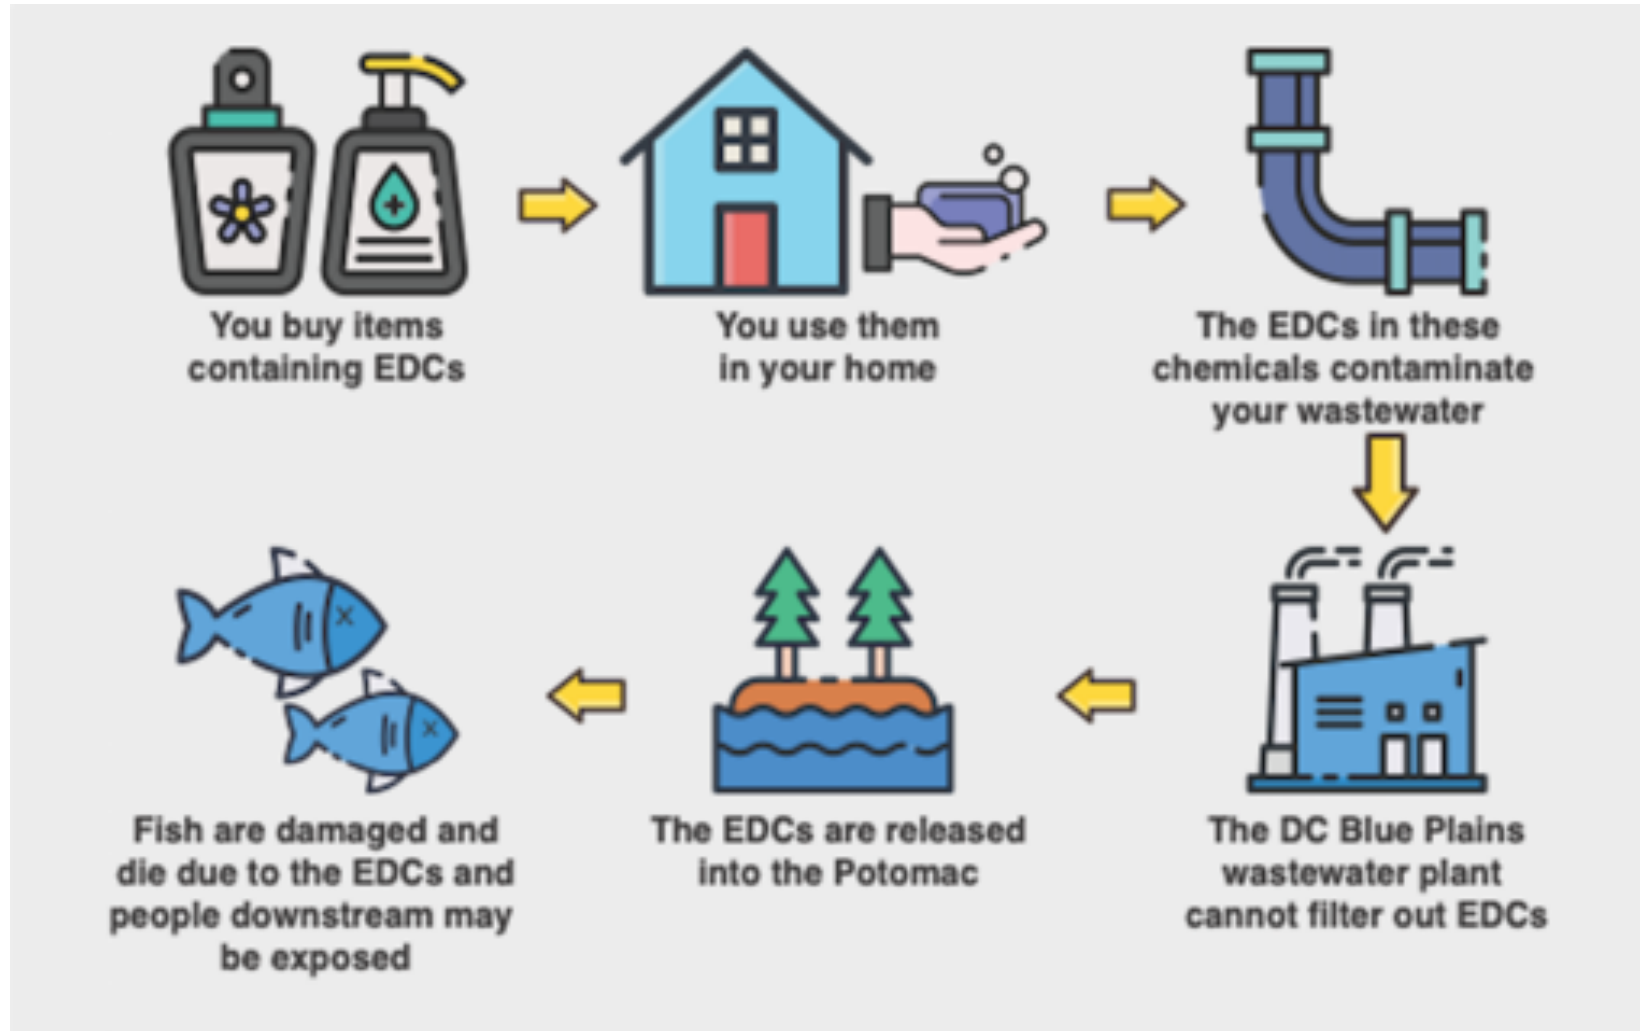 You buy items
containing EDCs
You use them
in your home
The EDCs in these
chemicals contaminate
your wastewater
The DC Blue Plains
wastewater plant
cannot filter out EDCs
The EDCs are released
into the Potomac
Fish are damaged and
die due to the EDCs and
people downstream may
be exposed